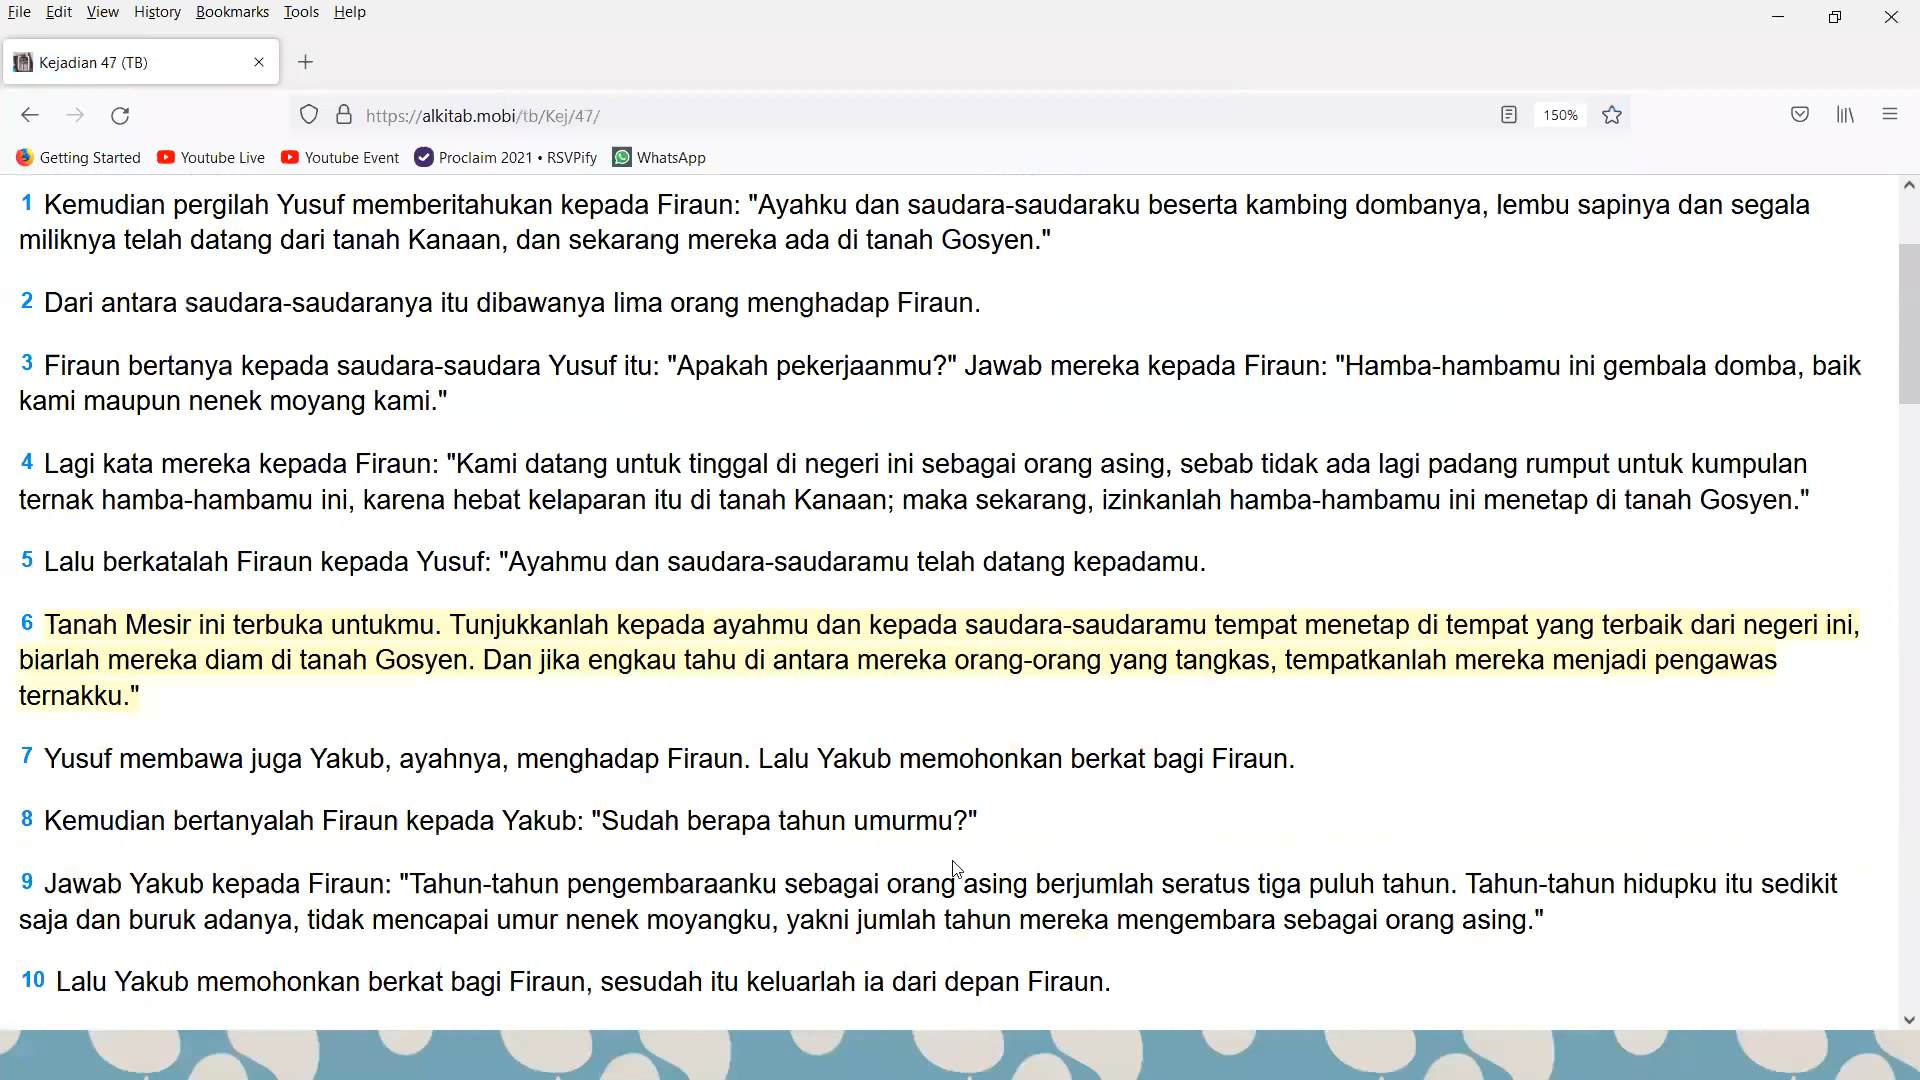 File Edit View History Bookmarks Tools Help
Kejadian 47 (TB)
https://alkitab.mobi/tb/Kej/47/
150%
Getting Started Youtube Live Youtube Event Proclaim 2021 • RSVPify WhatsApp
1 Kemudian pergilah Yusuf memberitahukan kepada Firaun: "Ayahku dan saudara-saudaraku beserta kambing dombanya, lembu sapinya dan segala
miliknya telah datang dari tanah Kanaan, dan sekarang mereka ada di tanah Gosyen."
2 Dari antara saudara-saudaranya itu dibawanya lima orang menghadap Firaun.
3 Firaun bertanya kepada saudara-saudara Yusuf itu: "Apakah pekerjaanmu?" Jawab mereka kepada Firaun: "Hamba-hambamu ini gembala domba, baik
kami maupun nenek moyang kami."
4 Lagi kata mereka kepada Firaun: "Kami datang untuk tinggal di negeri ini sebagai orang asing, sebab tidak ada lagi padang rumput untuk kumpulan
ternak hamba-hambamu ini, karena hebat kelaparan itu di tanah Kanaan; maka sekarang, izinkanlah hamba-hambamu ini menetap di tanah Gosyen."
5 Lalu berkatalah Firaun kepada Yusuf: "Ayahmu dan saudara-saudaramu telah datang kepadamu.
6 Tanah Mesir ini terbuka untukmu. Tunjukkanlah kepada ayahmu dan kepada saudara-saudaramu tempat menetap di tempat yang terbaik dari negeri ini,
biarlah mereka diam di tanah Gosyen. Dan jika engkau tahu di antara mereka orang-orang yang tangkas, tempatkanlah mereka menjadi pengawas
ternakku."
7 Yusuf membawa juga Yakub, ayahnya, menghadap Firaun. Lalu Yakub memohonkan berkat bagi Firaun.
8 Kemudian bertanyalah Firaun kepada Yakub: "Sudah berapa tahun umurmu?"
9 Jawab Yakub kepada Firaun: "Tahun-tahun pengembaraanku sebagai orang asing berjumlah seratus tiga puluh tahun. Tahun-tahun hidupku itu sedikit
saja dan buruk adanya, tidak mencapai umur nenek moyangku, yakni jumlah tahun mereka mengembara sebagai orang asing."
10 Lalu Yakub memohonkan berkat bagi Firaun, sesudah itu keluarlah ia dari depan Firaun.